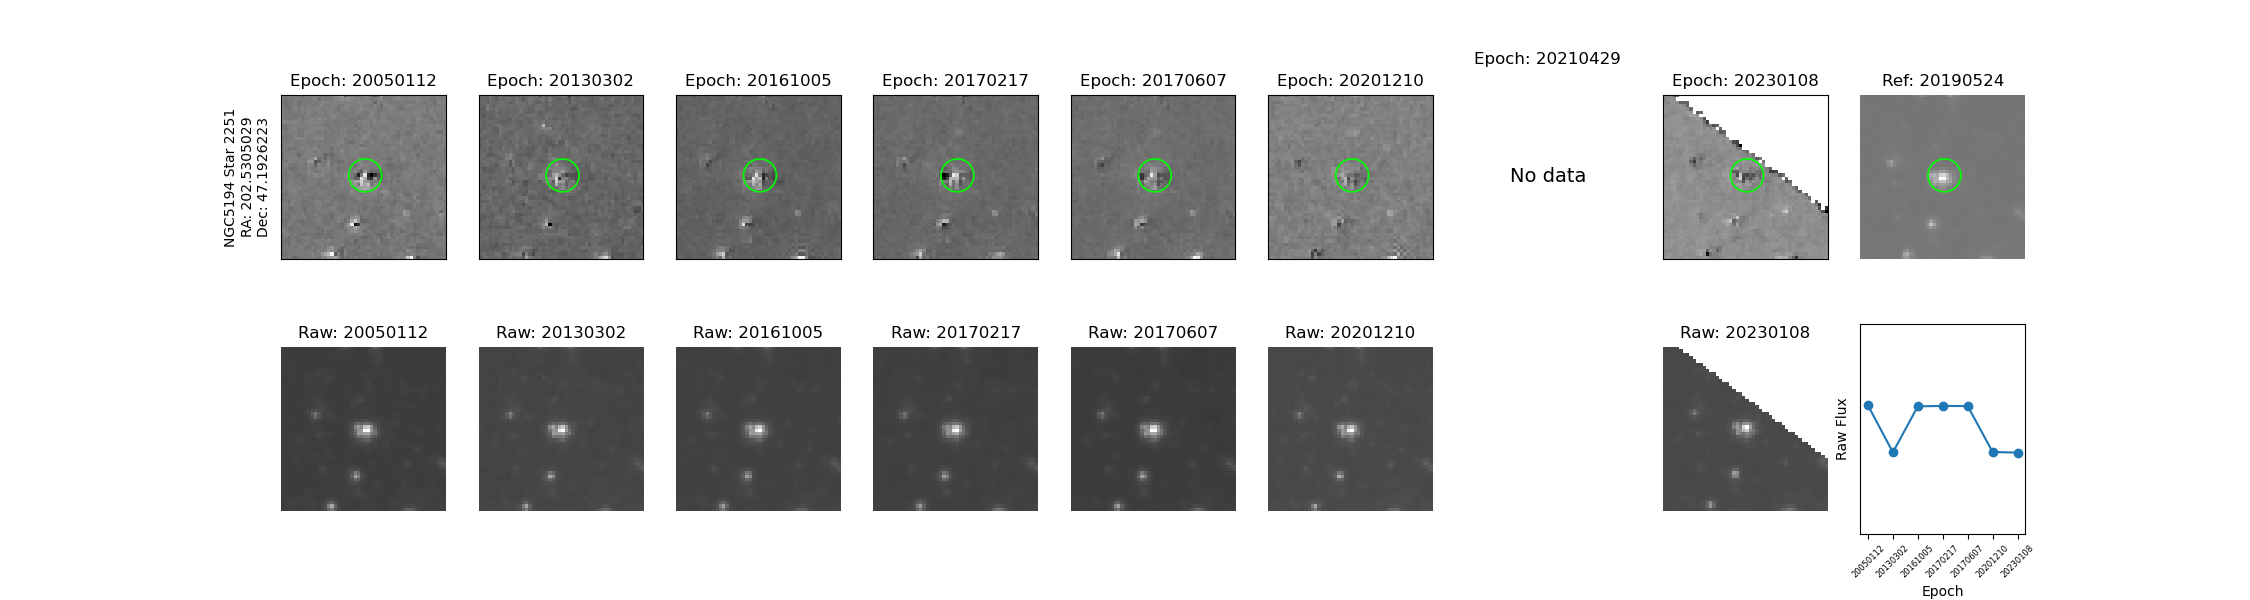 NGC5194 Star 2251
RA: 202.5305029
Dec: 47.1926223
Epoch: 20050112
Epoch: 20130302
Epoch: 20161005
Epoch: 20170217
Epoch: 20170607
Epoch: 20201210
Epoch: 20210429
No data
Epoch: 20230108
Ref: 20190524
Raw: 20050112
Raw: 20130302
Raw: 20161005
Raw: 20170217
Raw: 20170607
Raw: 20201210
Raw: 20230108
Raw Flux
20050112
20130302
20161005
20170217
20170607
20201210
20230108
Epoch